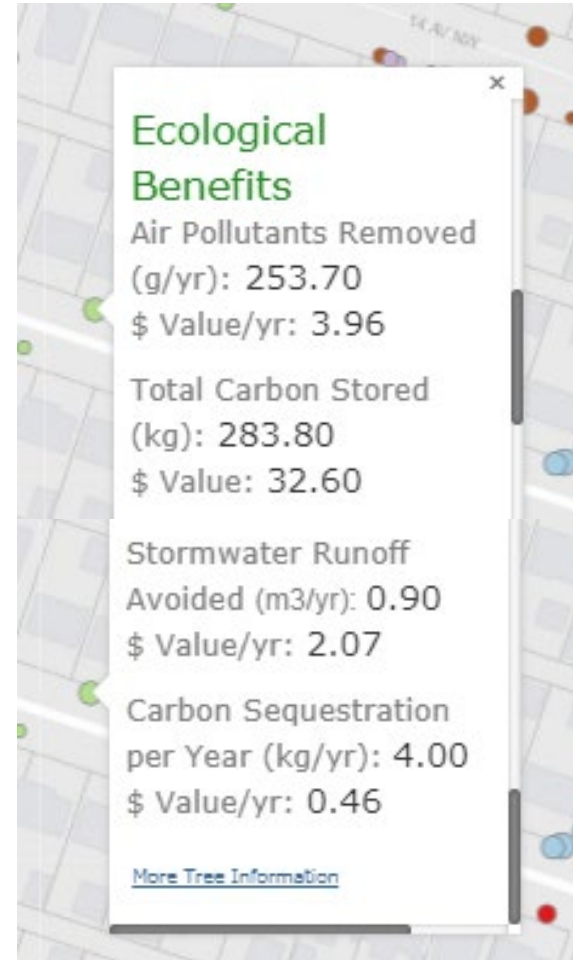 14 AV NW
×
Ecological
Benefits
Air Pollutants Removed
(g/yr): 253.70
$ Value/yr: 3.96
Total Carbon Stored
(kg): 283.80
$ Value: 32.60
Stormwater Runoff
Avoided (m3/yr): 0.90
$ Value/yr: 2.07
Carbon Sequestration
per Year (kg/yr): 4.00
$ Value/yr: 0.46
More Tree Information